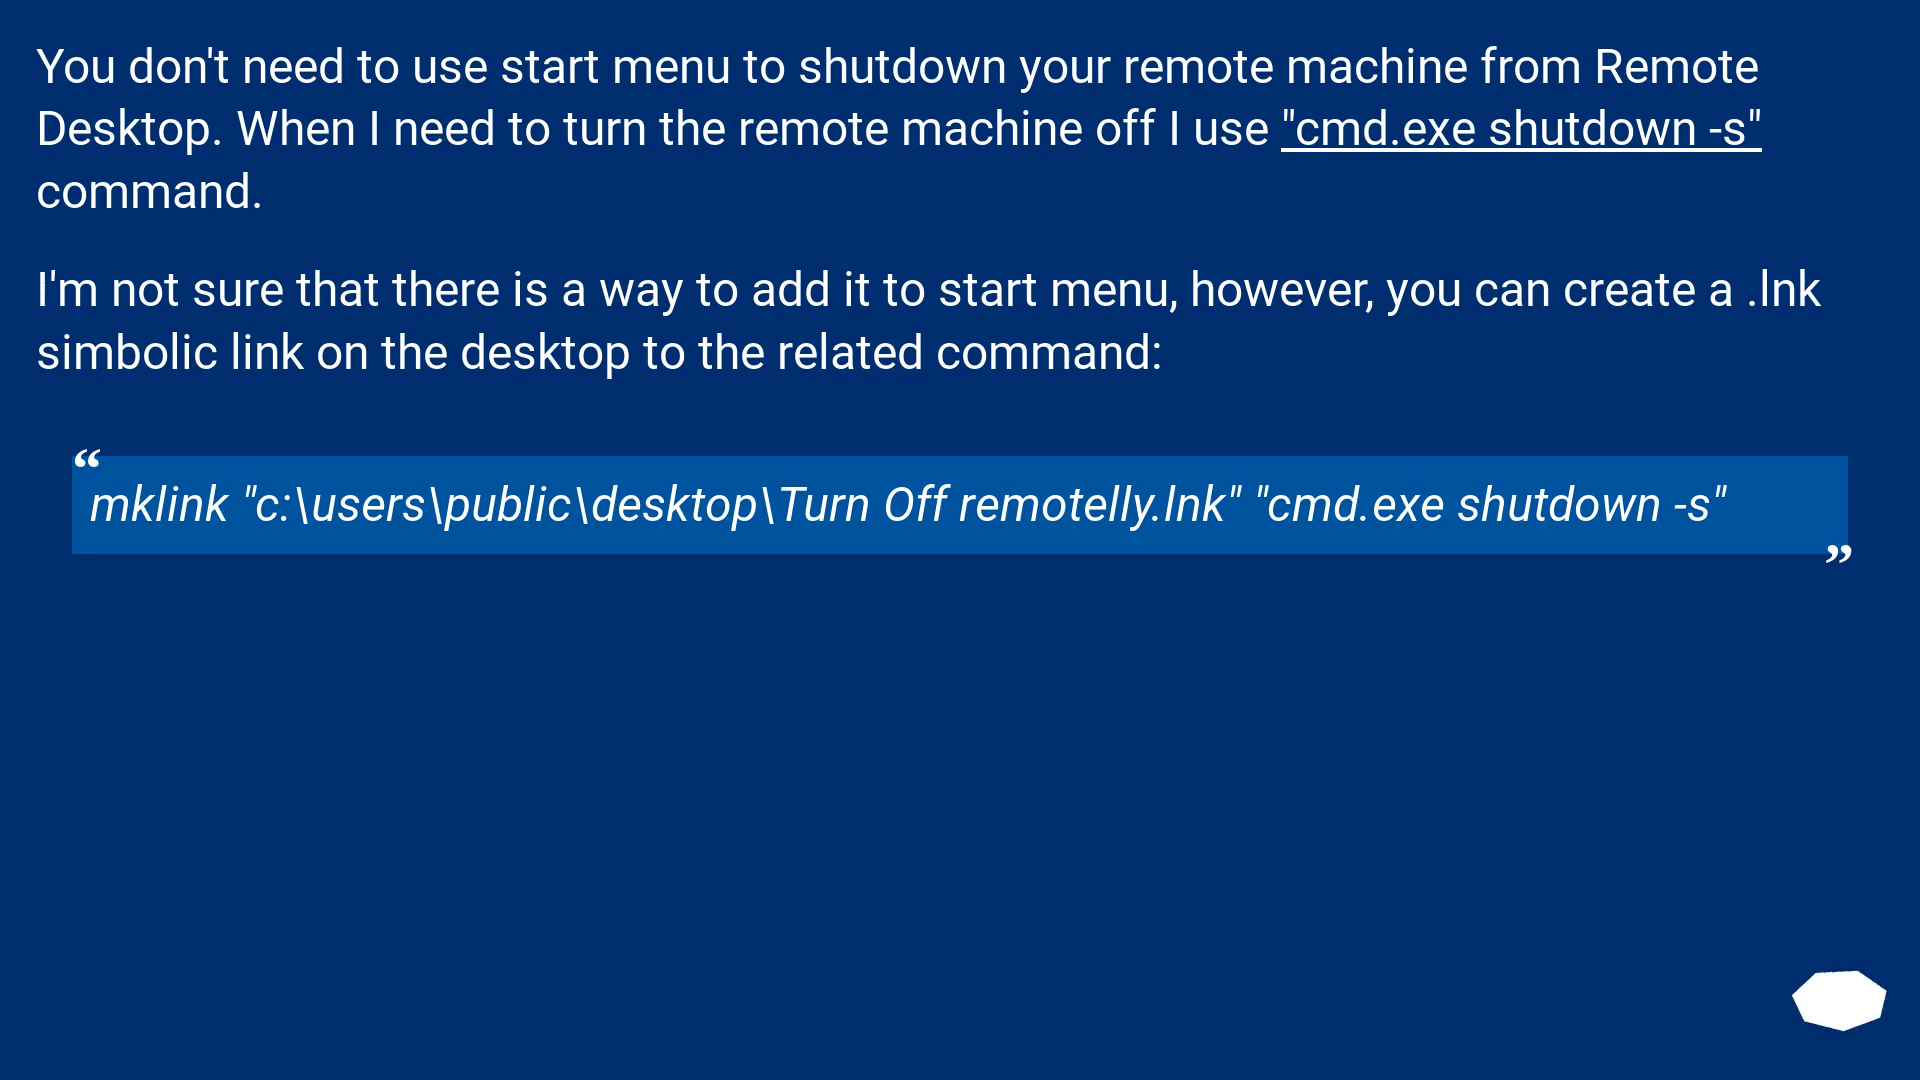 You don't need to use start menu to shutdown your remote machine from Remote
Desktop. When I need to turn the remote machine off I use "cmd.exe shutdown -s"
command.
I'm not sure that there is a way to add it to start menu, however, you can create a .lnk
simbolic link on the desktop to the related command:
“
mklink "c:\users\public\desktop\Turn Off remotelly.lnk" "cmd.exe shutdown -s"
”